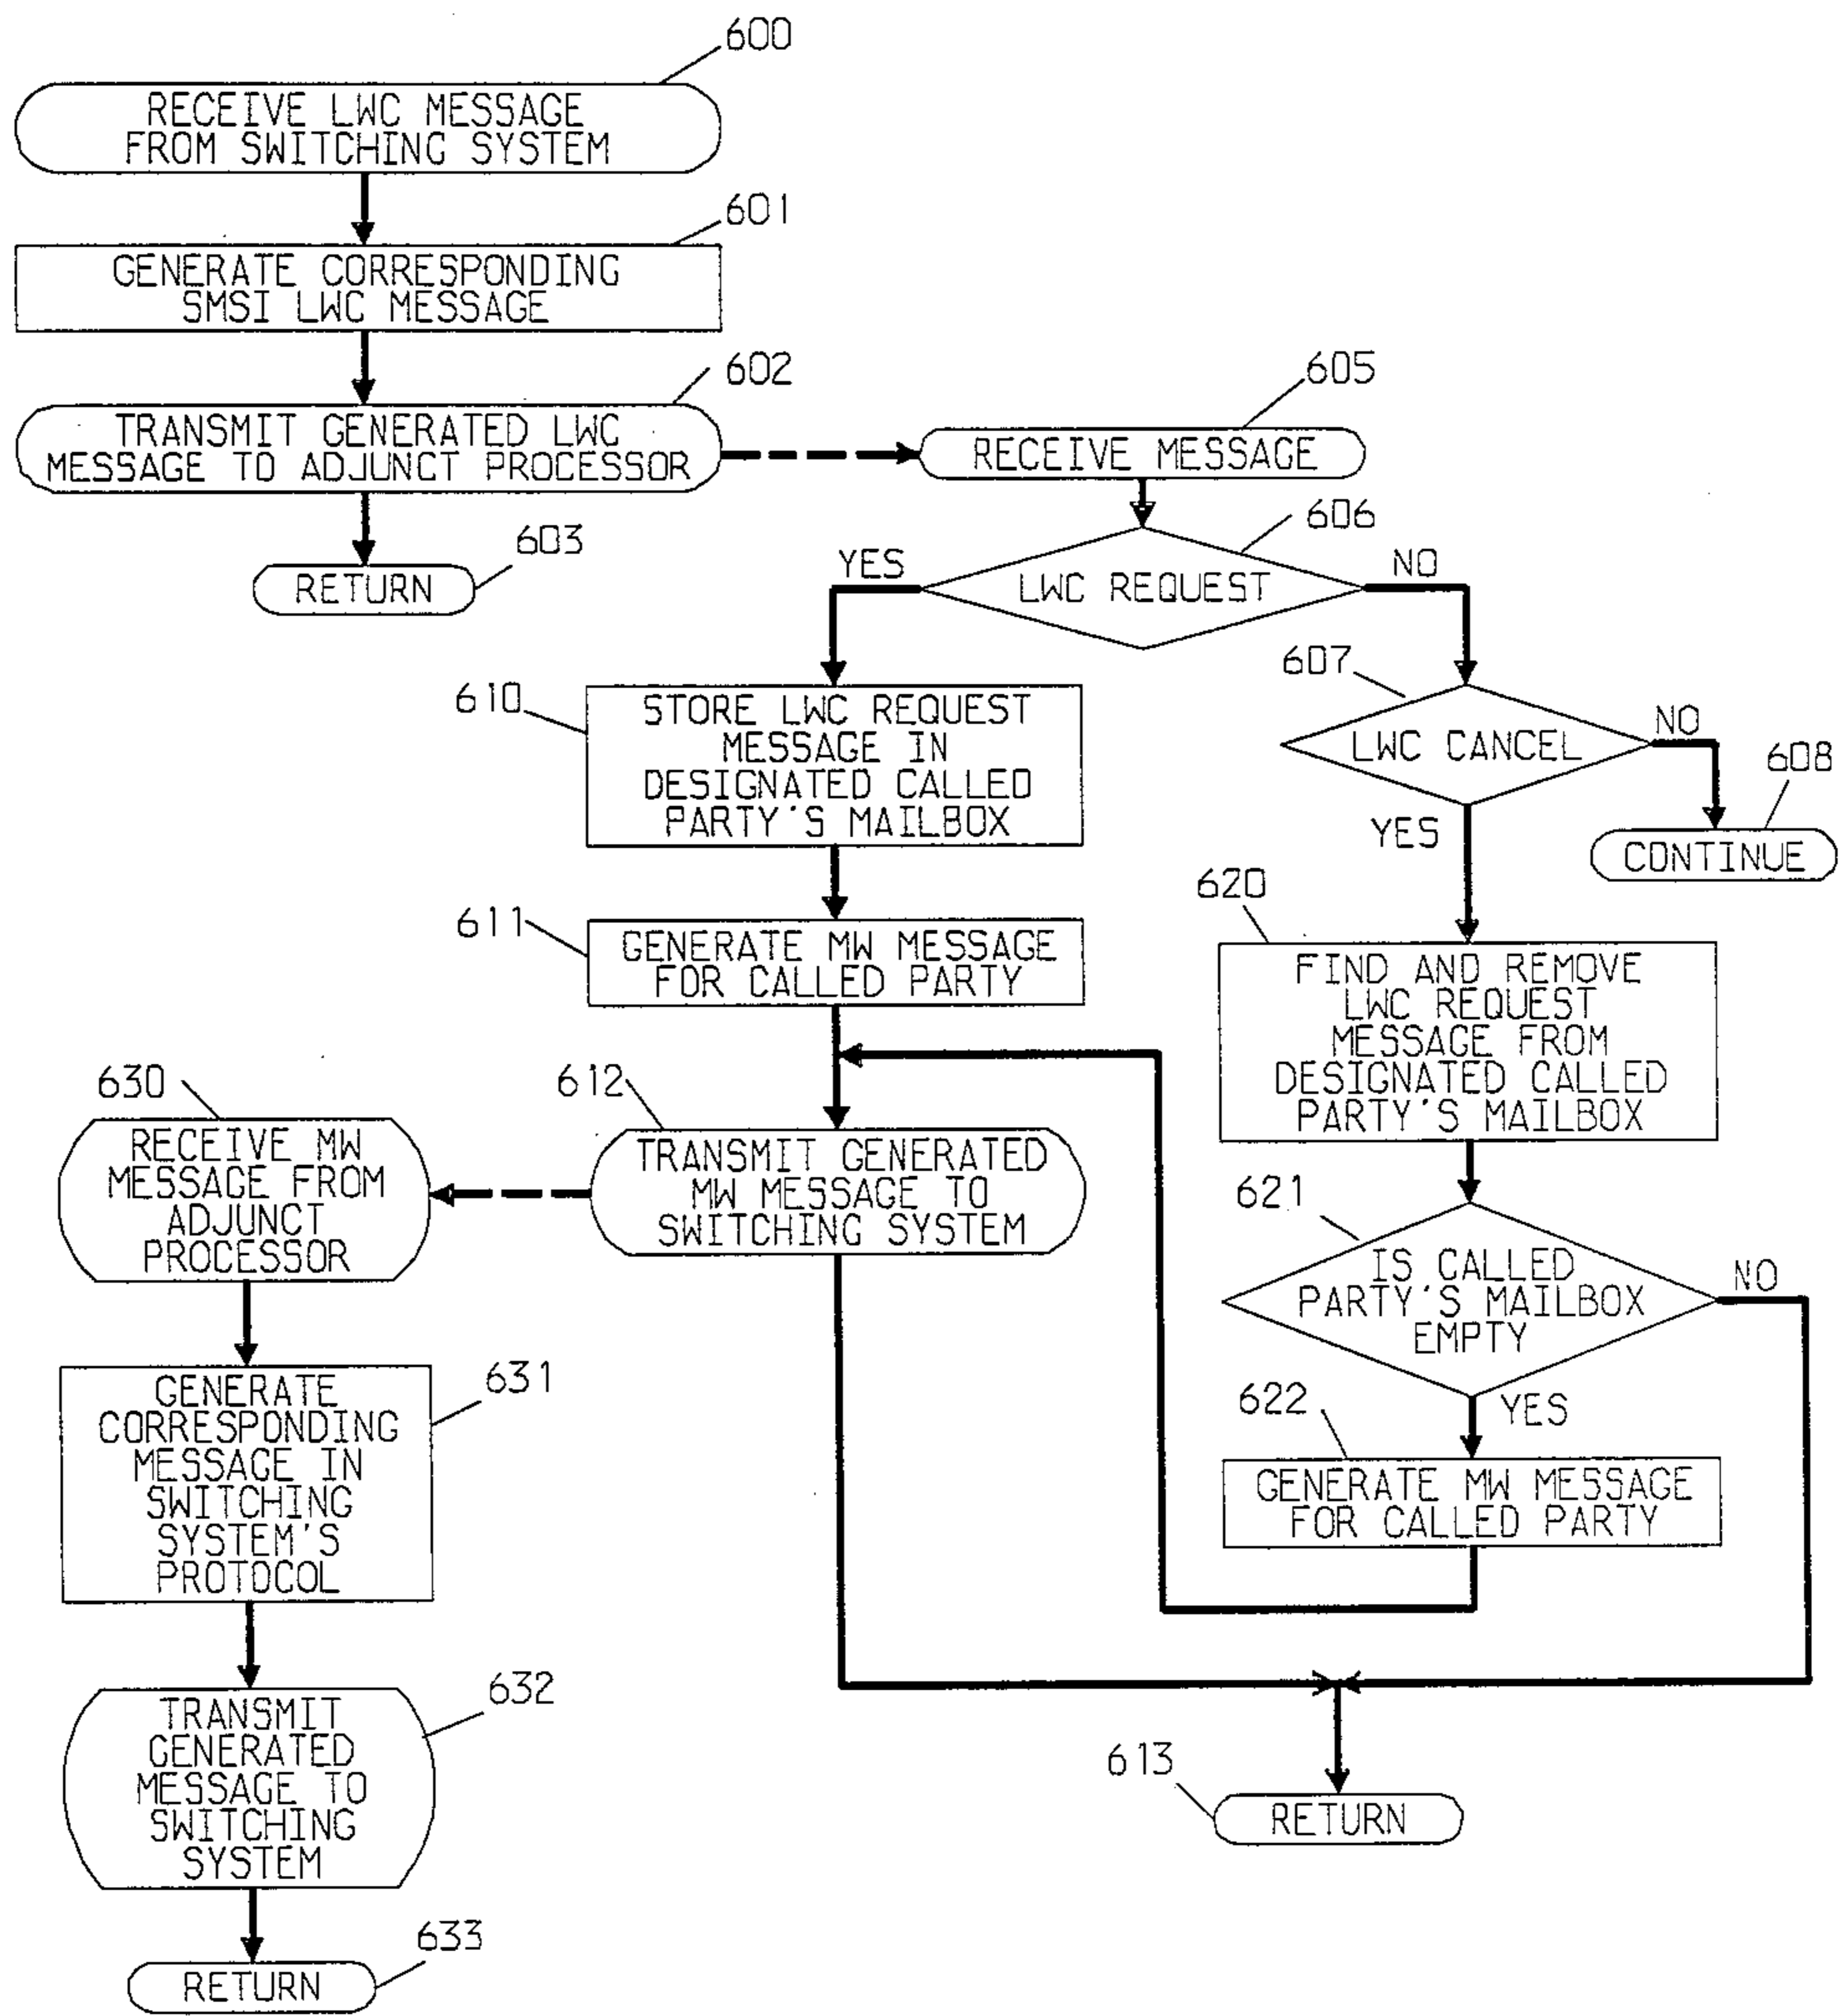 600
RECEIVE LWC MESSAGE
FROM SWITCHING SYSTEM
601
GENERATE CORRESPONDING
SMSI LWC MESSAGE
602
TRANSMIT GENERATED LWC
MESSAGE TO ADJUNCT PROCESSOR
603
RETURN
605
RECEIVE MESSAGE
606
LWC REQUEST
YES
NO
607
LWC CANCEL
NO
YES
608
CONTINUE
610
STORE LWC REQUEST
MESSAGE IN
DESIGNATED CALLED
PARTY'S MAILBOX
611
GENERATE MW MESSAGE
FOR CALLED PARTY
612
TRANSMIT GENERATED
MW MESSAGE TO
SWITCHING SYSTEM
620
FIND AND REMOVE
LWC REQUEST
MESSAGE FROM
DESIGNATED CALLED
PARTY'S MAILBOX
621
IS CALLED
PARTY'S MAILBOX
EMPTY
NO
YES
622
GENERATE MW MESSAGE
FOR CALLED PARTY
613
RETURN
630
RECEIVE MW
MESSAGE FROM
ADJUNCT
PROCESSOR
631
GENERATE
CORRESPONDING
MESSAGE IN
SWITCHING
SYSTEM'S
PROTOCOL
632
TRANSMIT
GENERATED
MESSAGE TO
SWITCHING
SYSTEM
633
RETURN